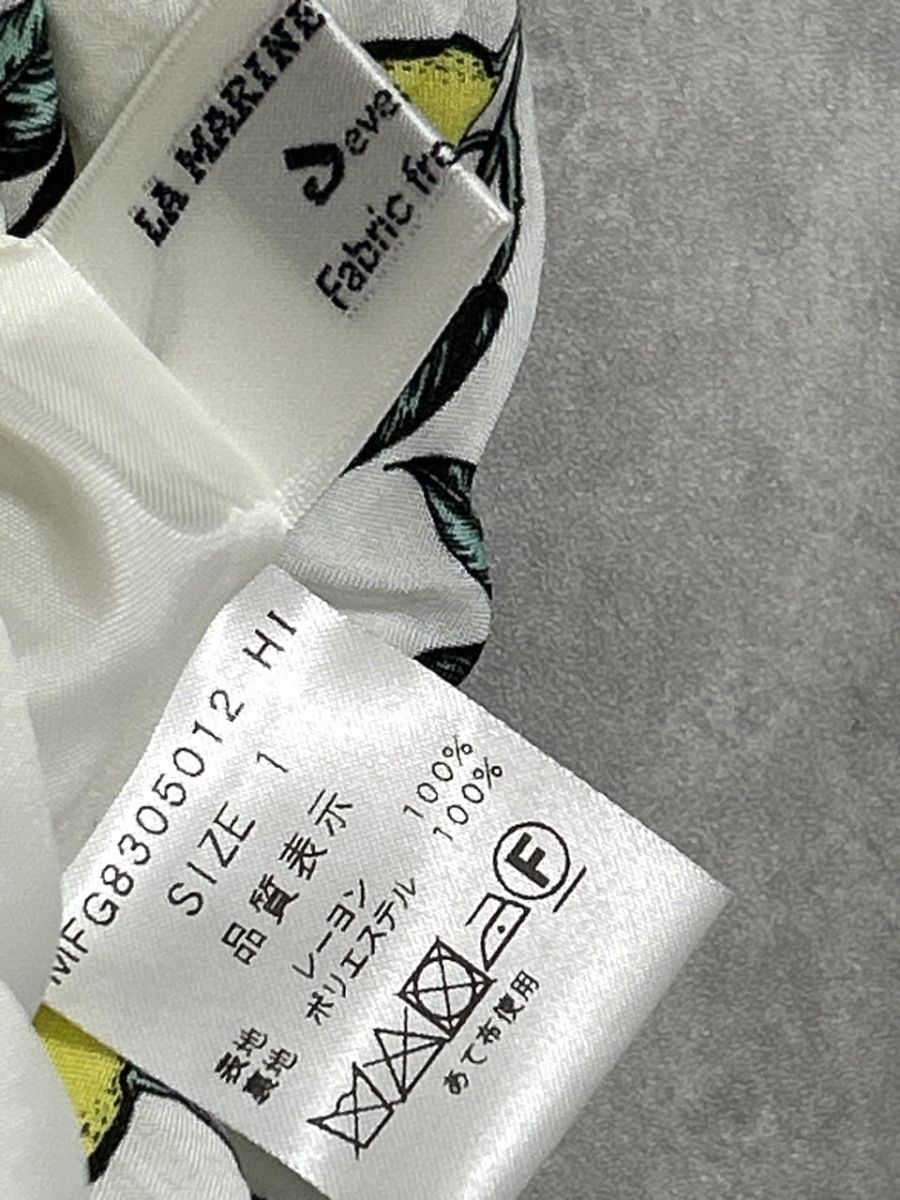 LA MARINE
Jeve
Fabric fro
MFG8305012 HI
SIZE 1
品質表示
表地 レーヨン 100%
裏地 ポリエステル 100%
F
あて布使用